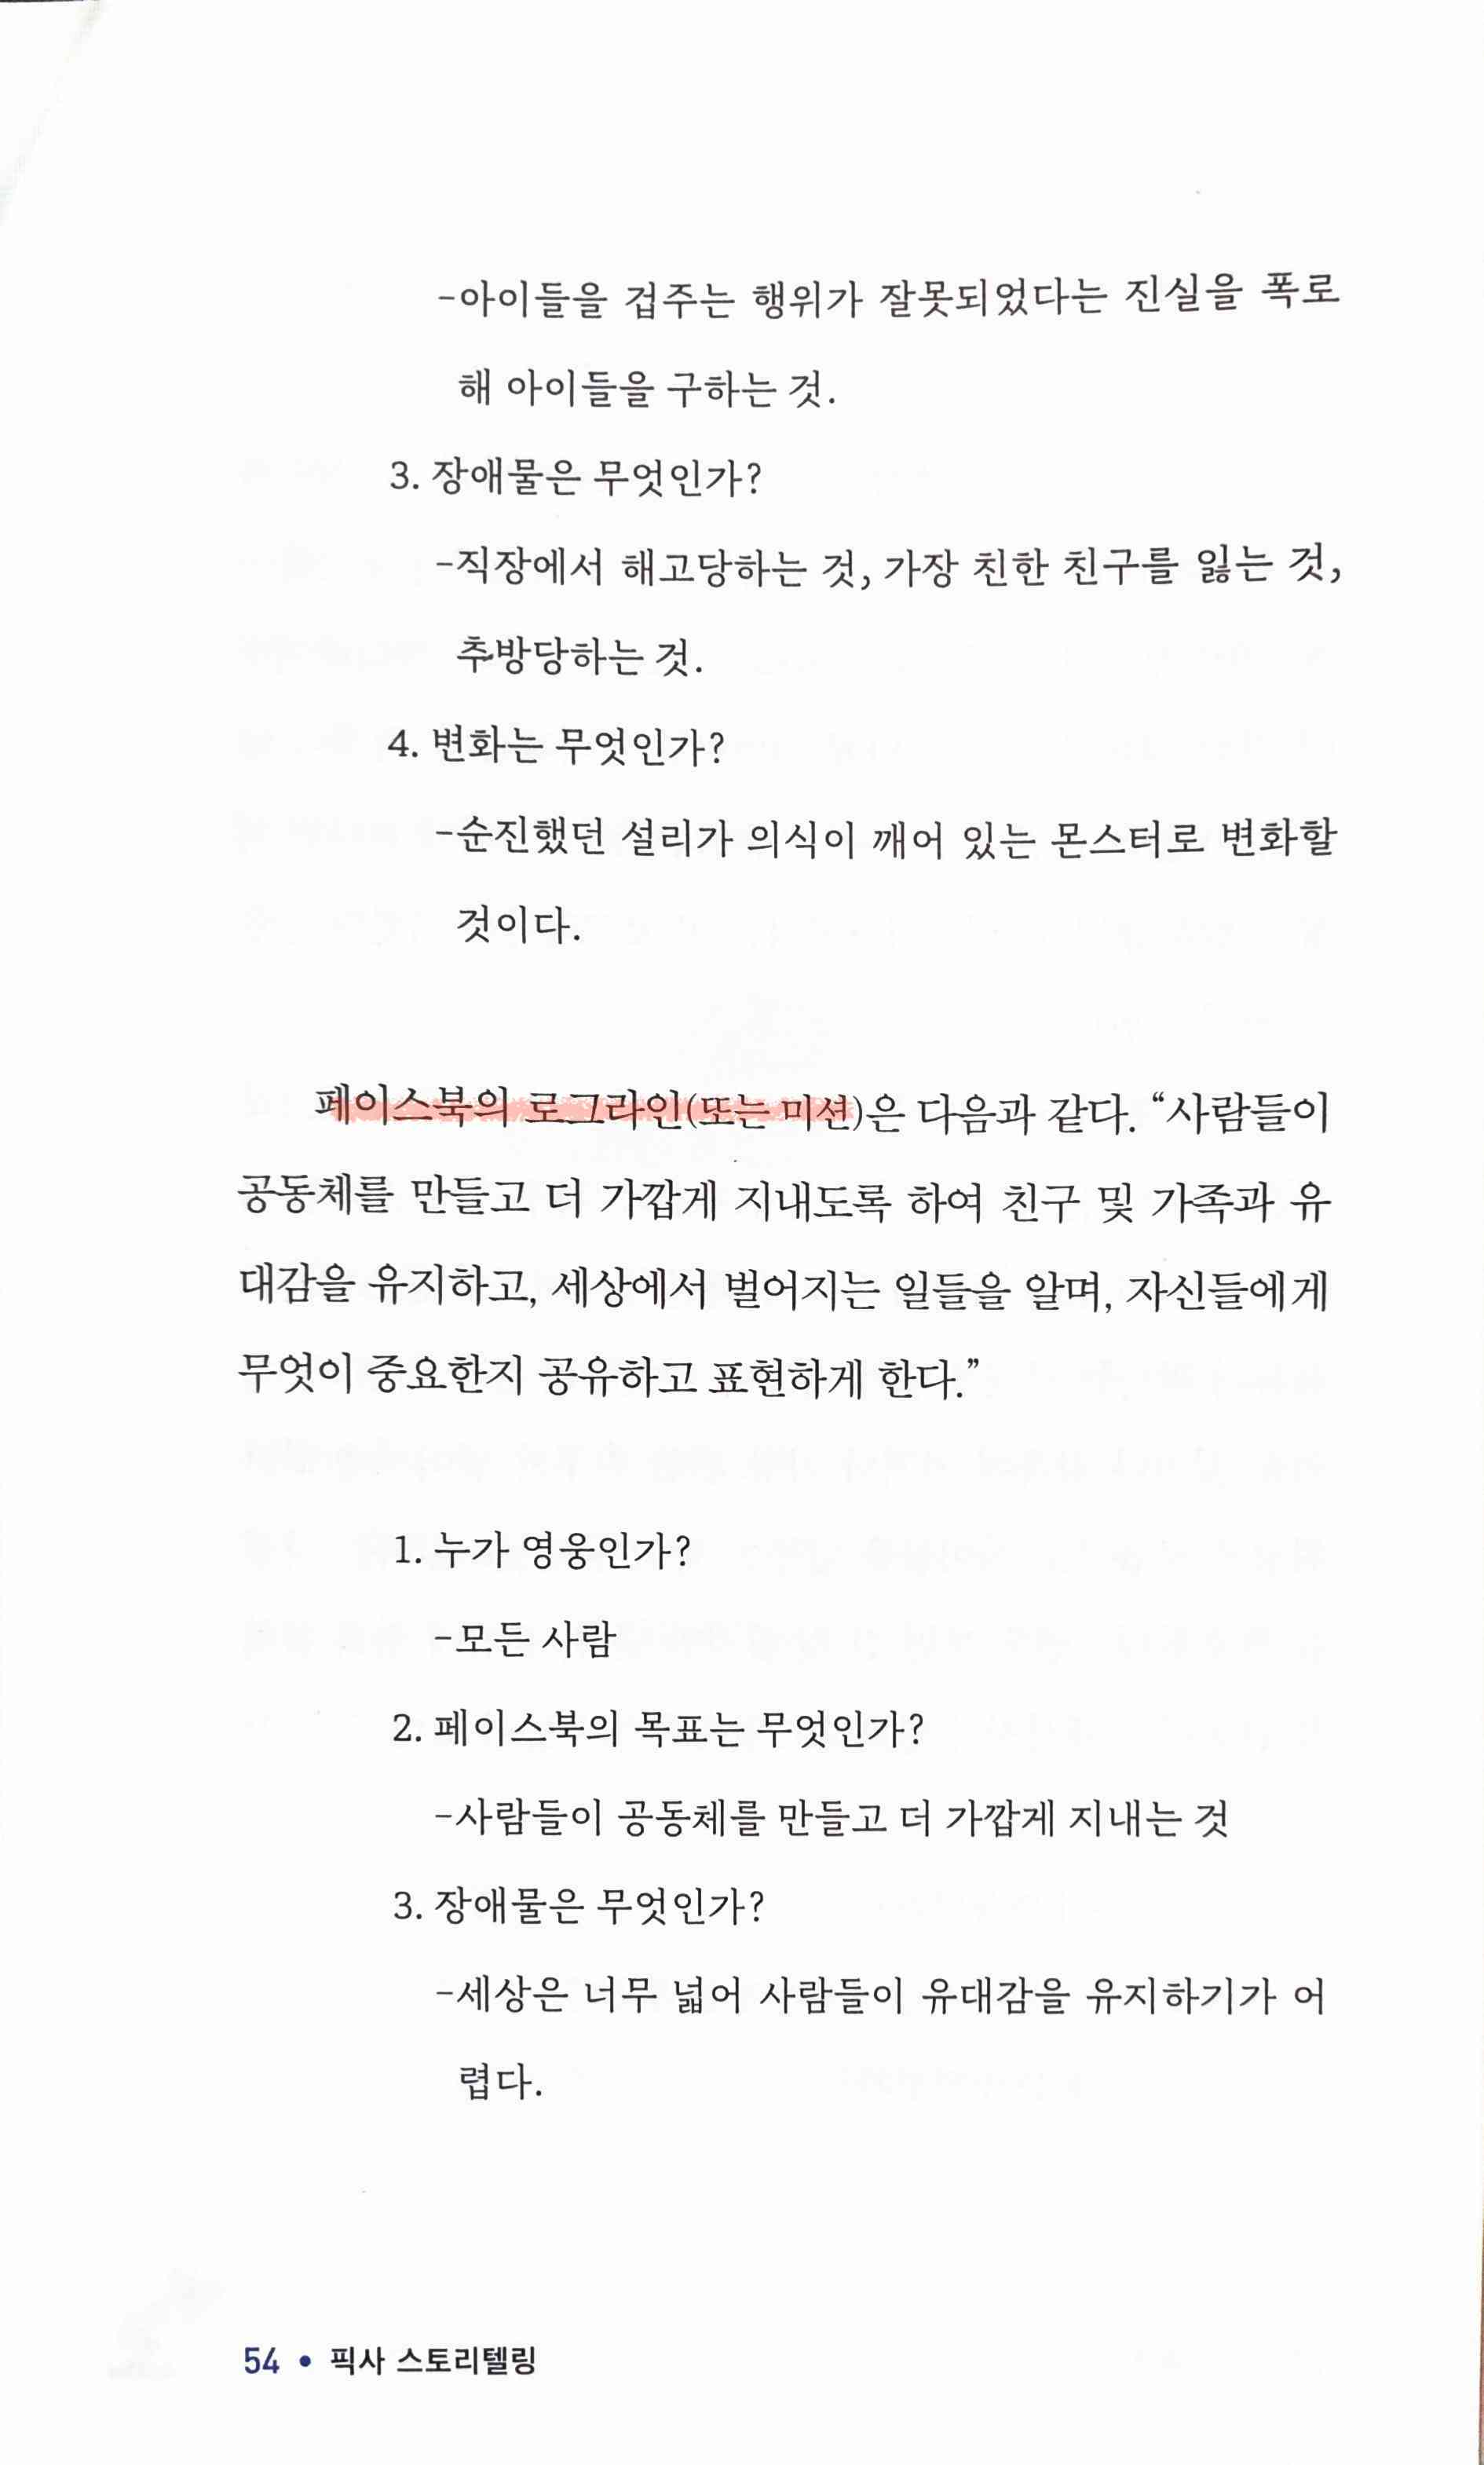 -아이들을 겁주는 행위가 잘못되었다는 진실을 폭로
해 아이들을 구하는 것.
3. 장애물은 무엇인가?
-직장에서 해고당하는 것, 가장 친한 친구를 잃는 것,
추방당하는 것.
4. 변화는 무엇인가?
-순진했던 설리가 의식이 깨어 있는 몬스터로 변화할
것이다.
페이스북의 로그라인(또는 미션)은 다음과 같다. “사람들이
공동체를 만들고 더 가깝게 지내도록 하여 친구 및 가족과 유
대감을 유지하고, 세상에서 벌어지는 일들을 알며, 자신들에게
무엇이 중요한지 공유하고 표현하게 한다.”
1. 누가 영웅인가?
-모든 사람
2. 페이스북의 목표는 무엇인가?
-사람들이 공동체를 만들고 더 가깝게 지내는 것
3. 장애물은 무엇인가?
-세상은 너무 넓어 사람들이 유대감을 유지하기가 어
렵다.
54 • 픽사 스토리텔링